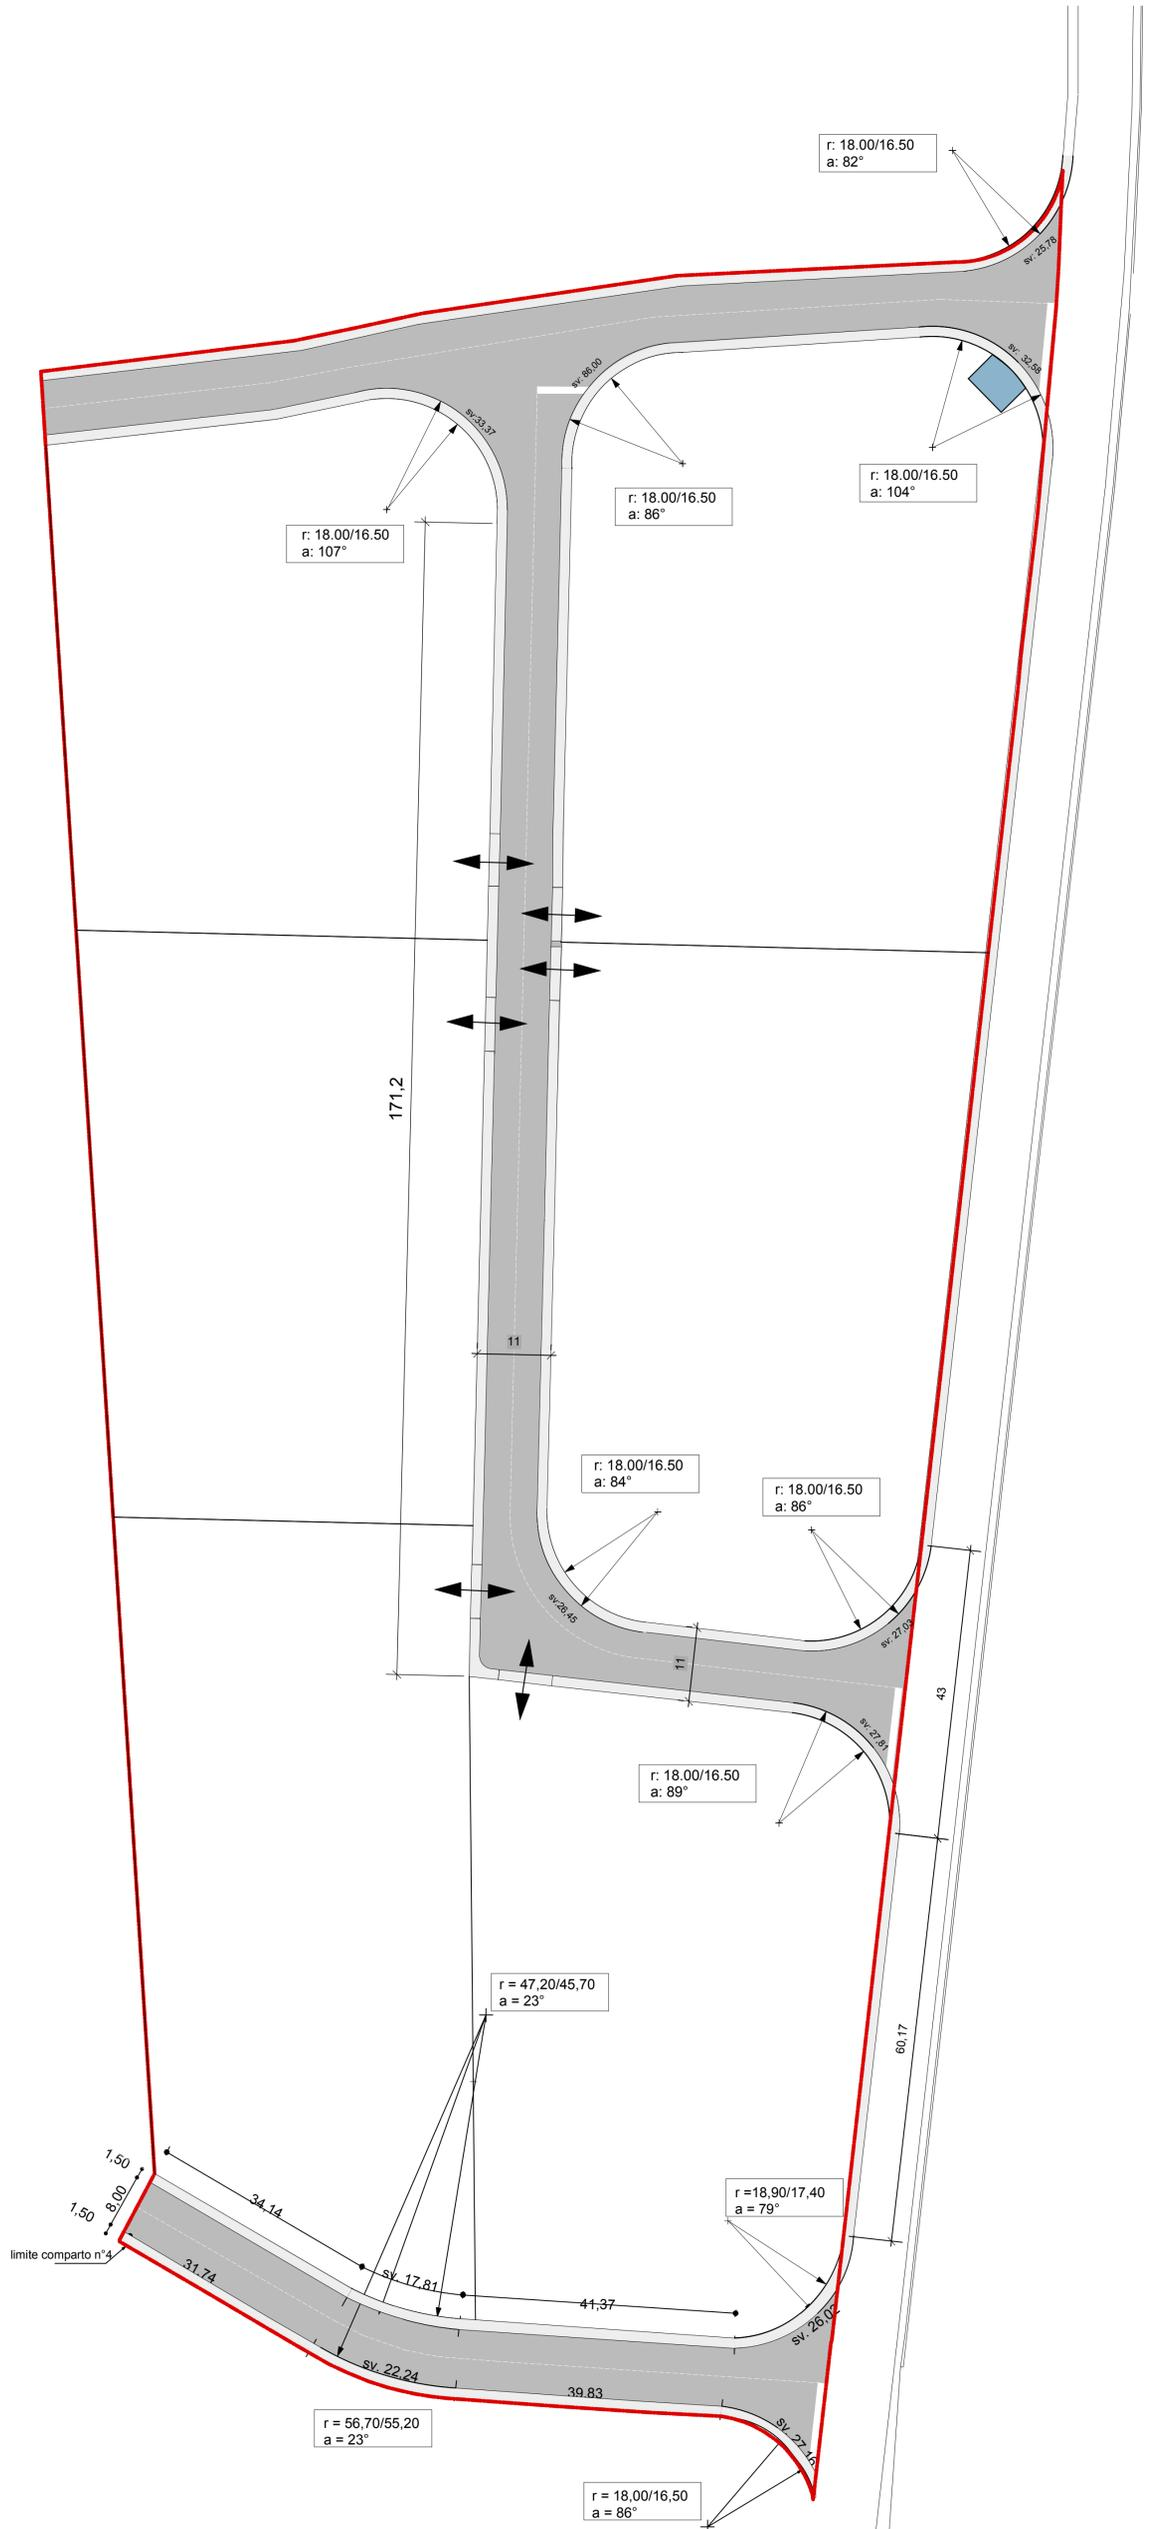 r: 18.00/16.50
a: 82°
sv: 25,78
sv: 32,58
sv: 86,00
sv:33,37
r: 18.00/16.50
a: 104°
r: 18.00/16.50
a: 86°
r: 18.00/16.50
a: 107°
171,2
11
r: 18.00/16.50
a: 84°
r: 18.00/16.50
a: 86°
sv:26,45
sv: 27,03
11
43
sv: 27,81
r: 18.00/16.50
a: 89°
r = 47,20/45,70
a = 23°
60,17
1,50
8,00
1,50
limite comparto n°4
34,14
31,74
sv. 17,81
41,37
r =18,90/17,40
a = 79°
sv. 26,02
sv. 22,24
39,83
sv. 27,16
r = 56,70/55,20
a = 23°
r = 18,00/16,50
a = 86°